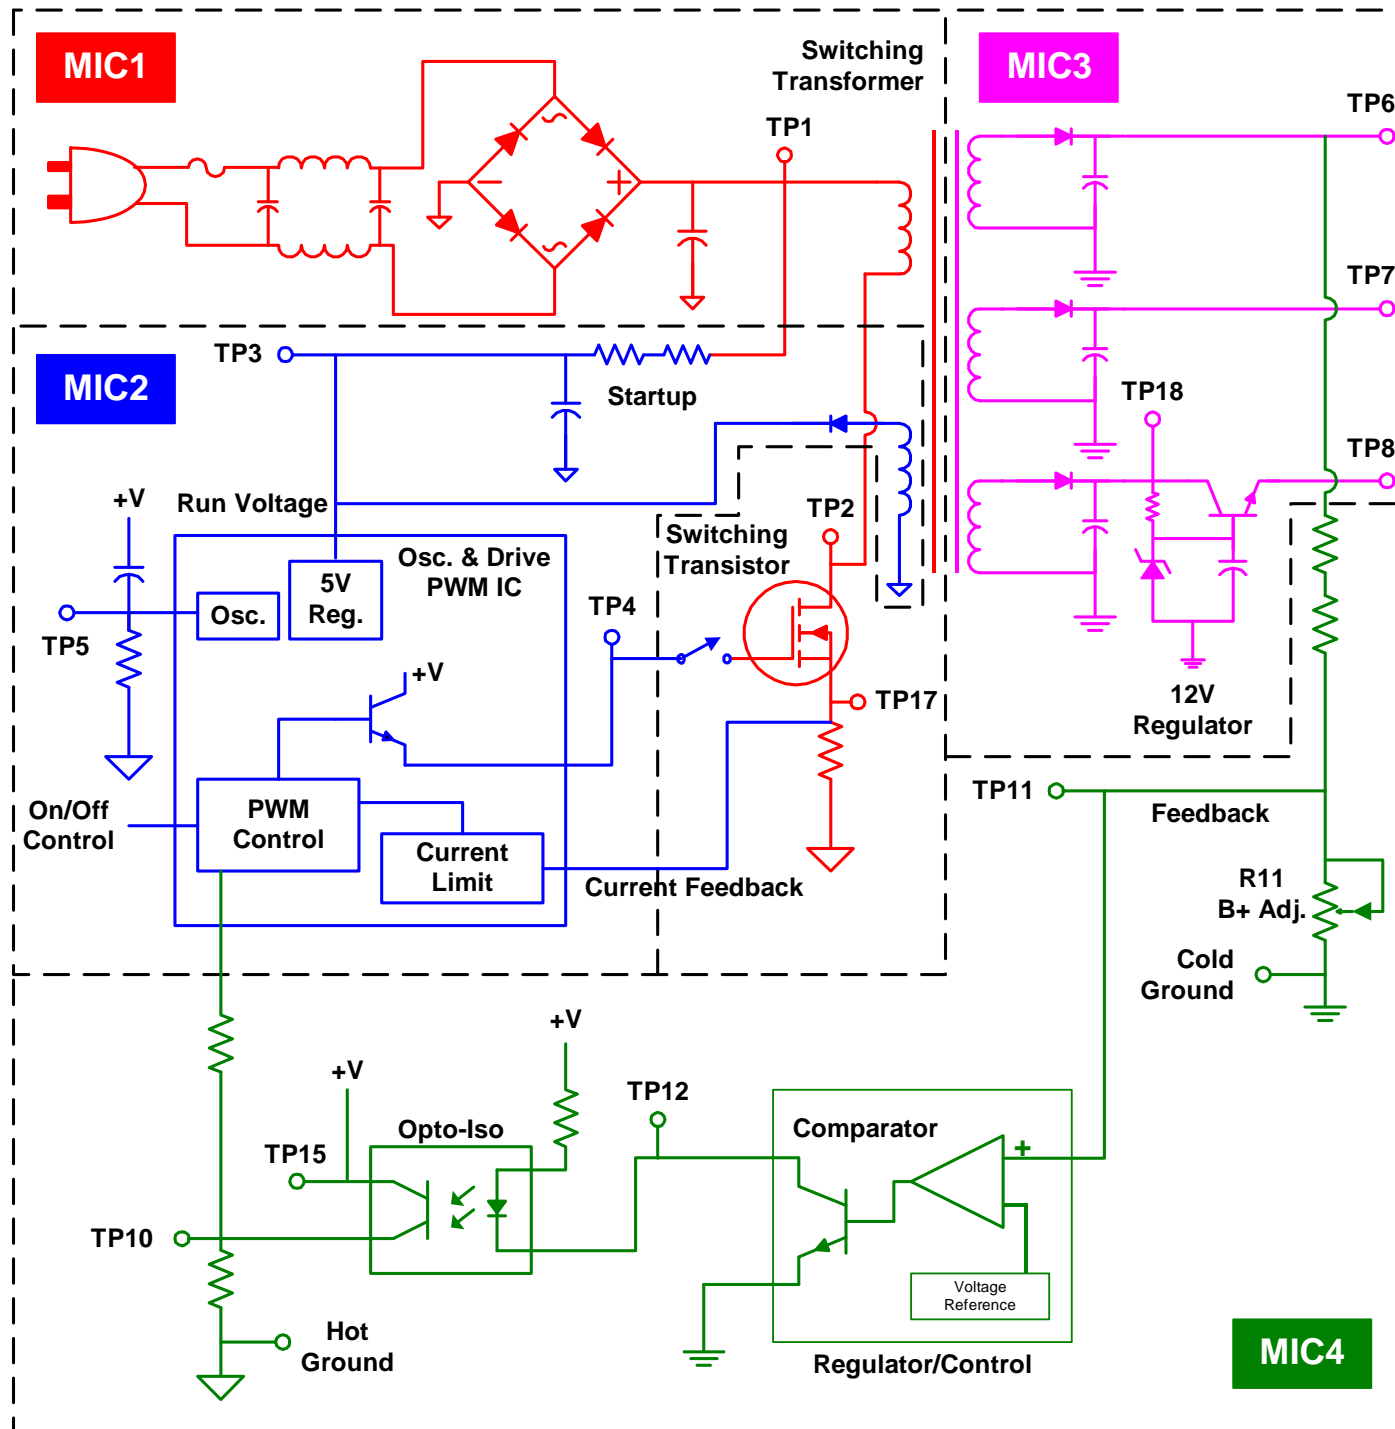 MIC1
Switching
Transformer
MIC3
TP1
TP6
TP7
MIC2
TP3
Startup
TP18
TP8
+V
Run Voltage
Switching
Transistor
TP2
Osc. & Drive
PWM IC
5V
Reg.
Osc.
TP5
TP4
+V
TP17
12V
Regulator
On/Off
Control
PWM
Control
Current
Limit
Current Feedback
TP11
Feedback
R11
B+ Adj.
Cold
Ground
+V
+V
TP12
Opto-Iso
Comparator
+
TP15
TP10
Voltage
Reference
Hot
Ground
Regulator/Control
MIC4